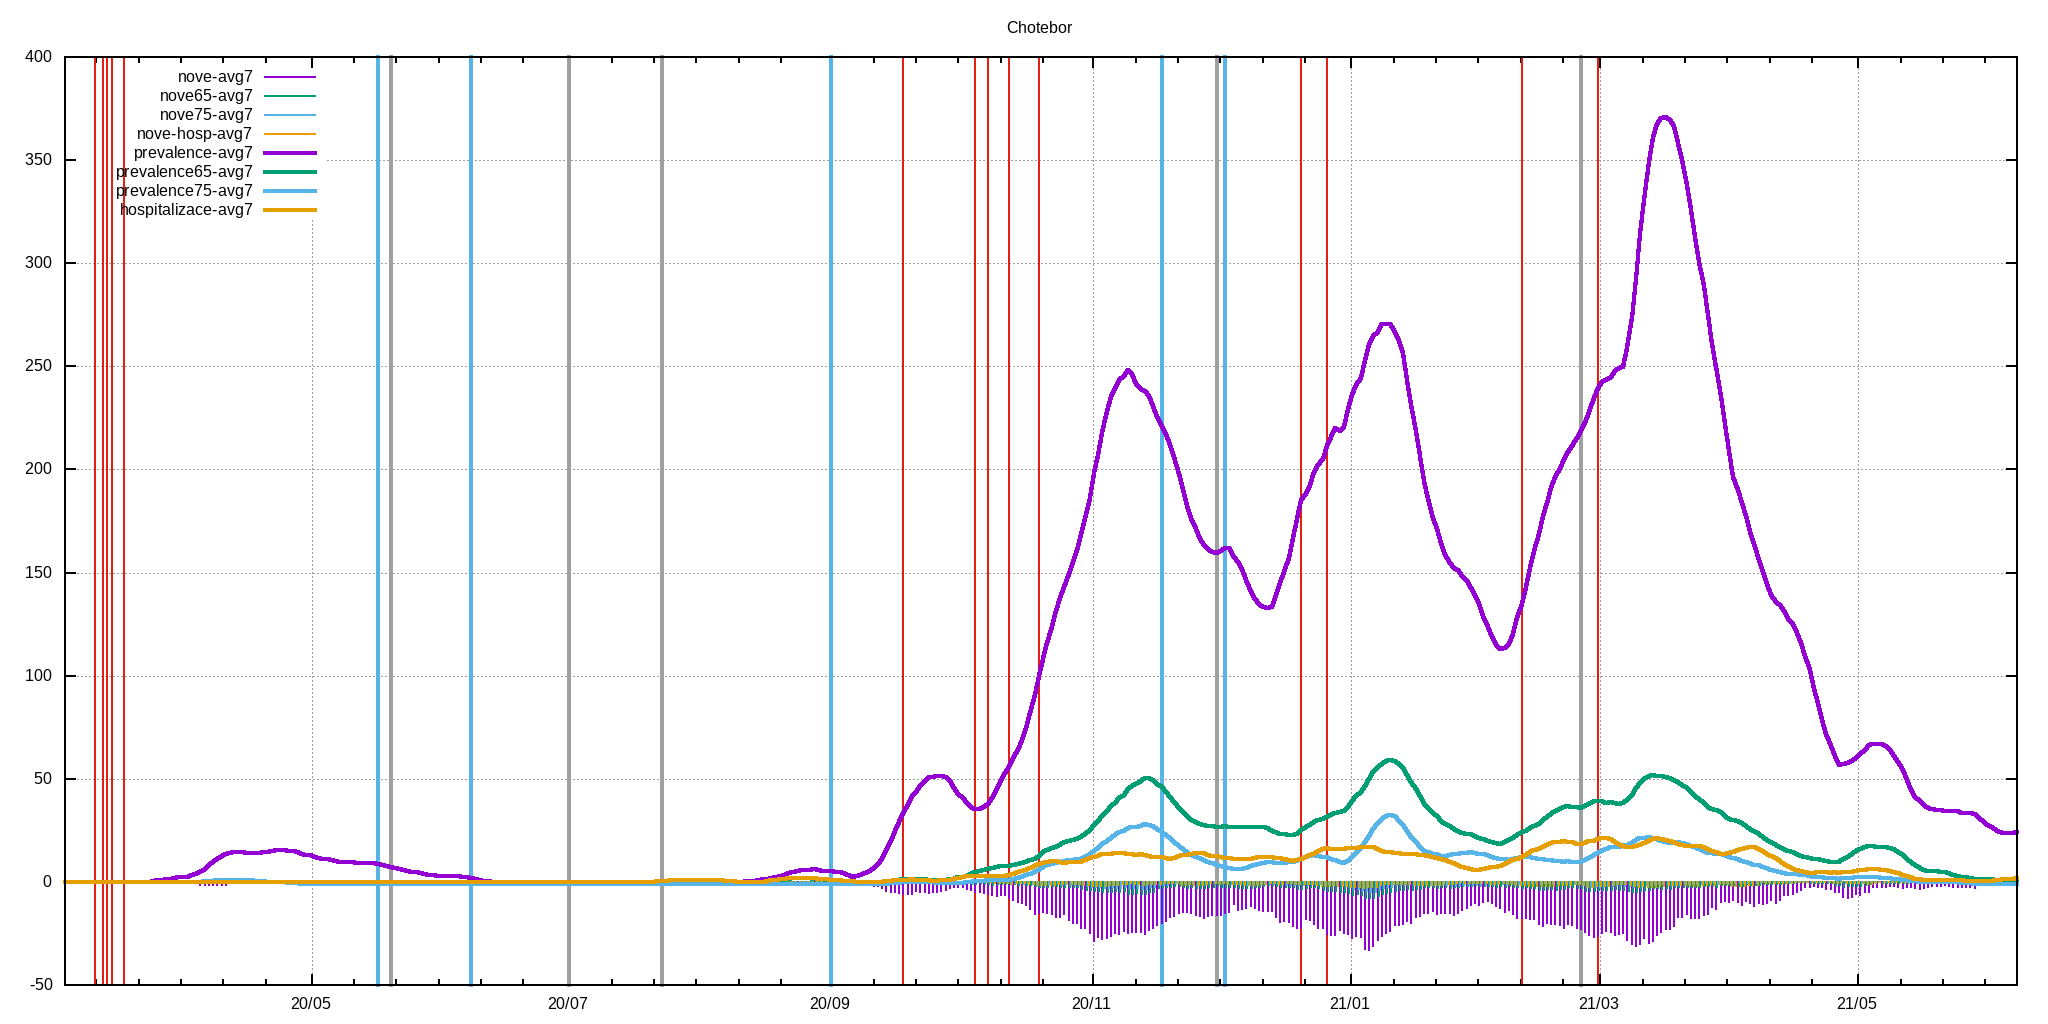 Chotebor
nove-avg7
nove65-avg7
nove75-avg7
nove-hosp-avg7
prevalence-avg7
prevalence65-avg7
prevalence75-avg7
hospitalizace-avg7
400
350
300
250
200
150
100
50
0
-50
20/05 20/07 20/09 20/11 21/01 21/03 21/05